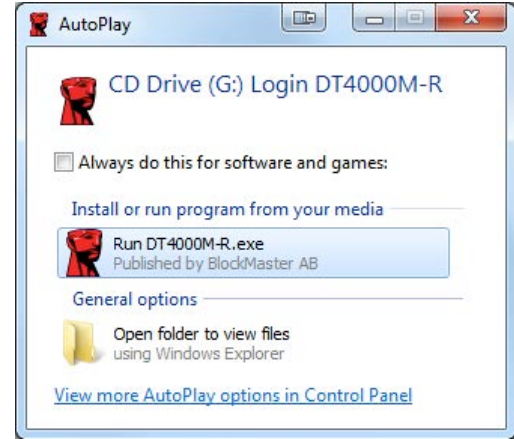 AutoPlay
CD Drive (G:) Login DT4000M-R
Always do this for software and games:
Install or run program from your media
Run DT4000M-R.exe
Published by BlockMaster AB
General options
Open folder to view files
using Windows Explorer
View more AutoPlay options in Control Panel